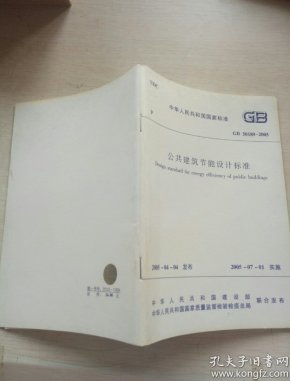 UDC
P
中华人民共和国国家标准 GB
GB 50189-2005
公共建筑节能设计标准
Design standard for energy efficiency of public buildings
2005-04-04 发布 2005-07-01 实施
中华人民共和国建设部
中华人民共和国国家质量监督检验检疫总局
联合发布
孔夫子旧书网